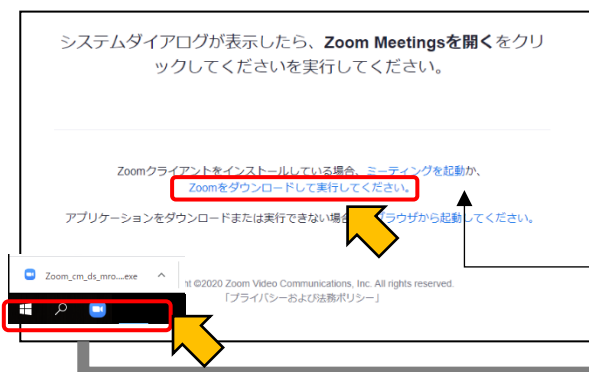 システムダイアログが表示したら、Zoom Meetingsを開くをクリ
ックしてくださいを実行してください。
Zoomクライアントをインストールしている場合、ミーティングを起動か、
Zoomをダウンロードして実行してください。
アプリケーションをダウンロードまたは実行できない場合 ブラウザから起動してください。
Zoom_cm_ds_mro....exe
©2020 Zoom Video Communications, Inc. All rights reserved.
「プライバシーおよび法務ポリシー」